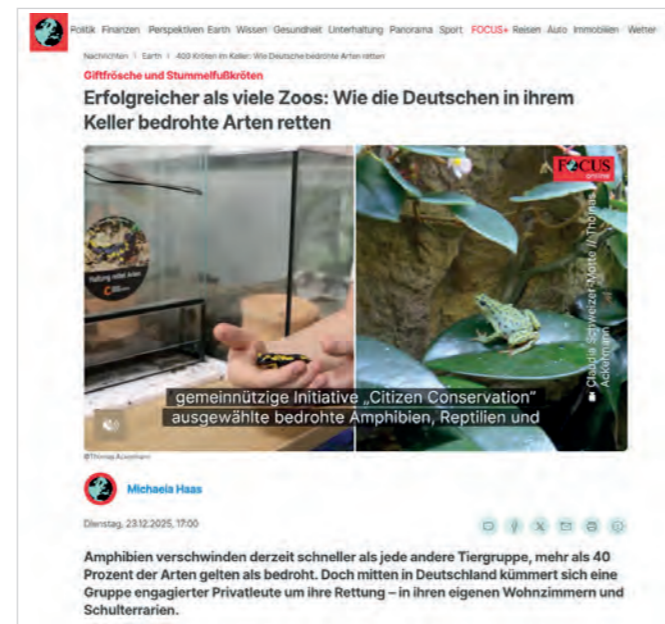 Politik Finanzen Perspektiven Earth Wissen Gesundheit Unterhaltung Panorama Sport FOCUS+ Reisen Auto Immobilien Wetter
Nachrichten | Earth | 400 Kröten im Keller: Wie Deutsche bedrohte Arten retten
Giftfrösche und Stummelfußkröten
Erfolgreicher als viele Zoos: Wie die Deutschen in ihrem
Keller bedrohte Arten retten
FOCUS
online
Haltung rettet Arten
Claudia Schweizer-Motte // Thomas
Ackermann
gemeinnützige Initiative „Citizen Conservation“
ausgewählte bedrohte Amphibien, Reptilien und
©Thomas Ackermann
Michaela Haas
Dienstag, 23.12.2025, 17:00
Amphibien verschwinden derzeit schneller als jede andere Tiergruppe, mehr als 40
Prozent der Arten gelten als bedroht. Doch mitten in Deutschland kümmert sich eine
Gruppe engagierter Privatleute um ihre Rettung – in ihren eigenen Wohnzimmern und
Schulterrarien.